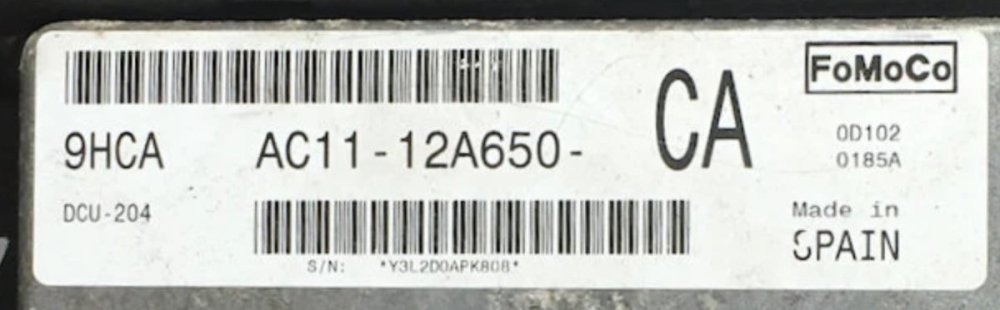 FoMoCo
9HCA AC11-12A650- CA
0D102
0185A
DCU-204
Made in
SPAIN
S/N: *Y3L2D0APK808*